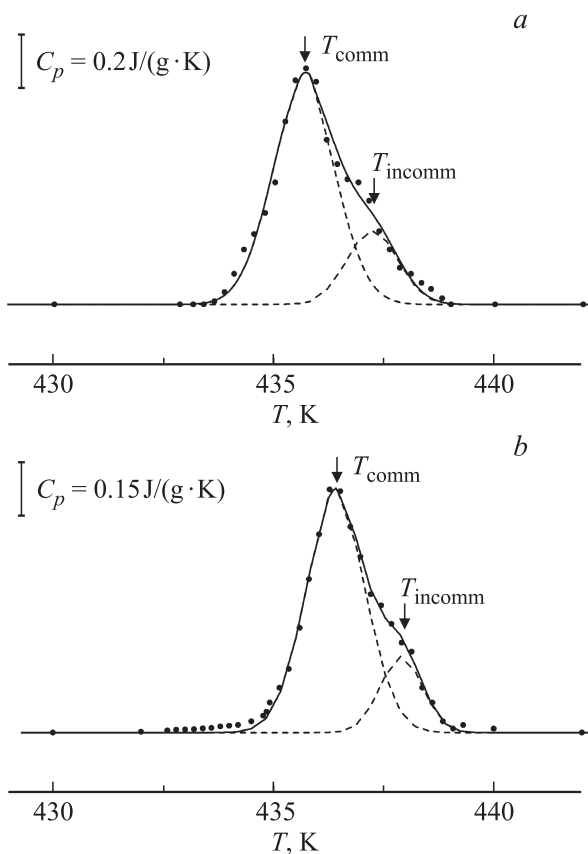 a
T_comm
C_p = 0.2 J/(g · K)
T_incomm
430 435 440
T, K
b
T_comm
C_p = 0.15 J/(g · K)
T_incomm
430 435 440
T, K